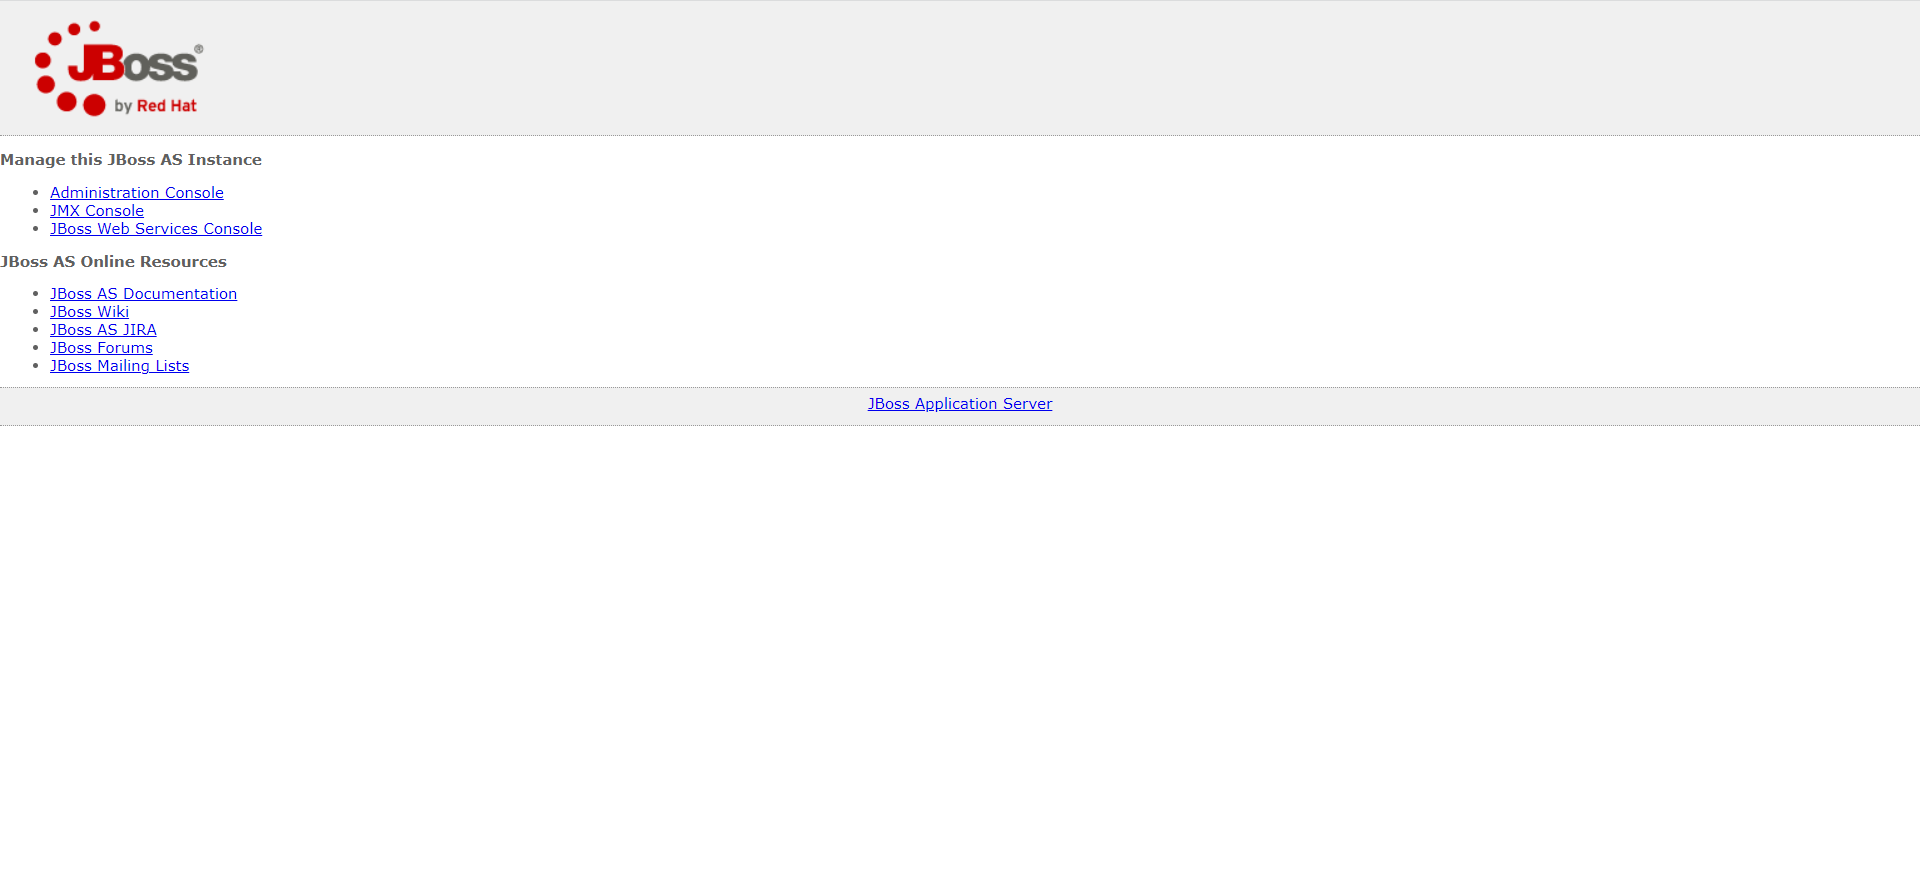 JBoss®
by Red Hat
Manage this JBoss AS Instance
Administration Console
JMX Console
JBoss Web Services Console
JBoss AS Online Resources
JBoss AS Documentation
JBoss Wiki
JBoss AS JIRA
JBoss Forums
JBoss Mailing Lists
JBoss Application Server